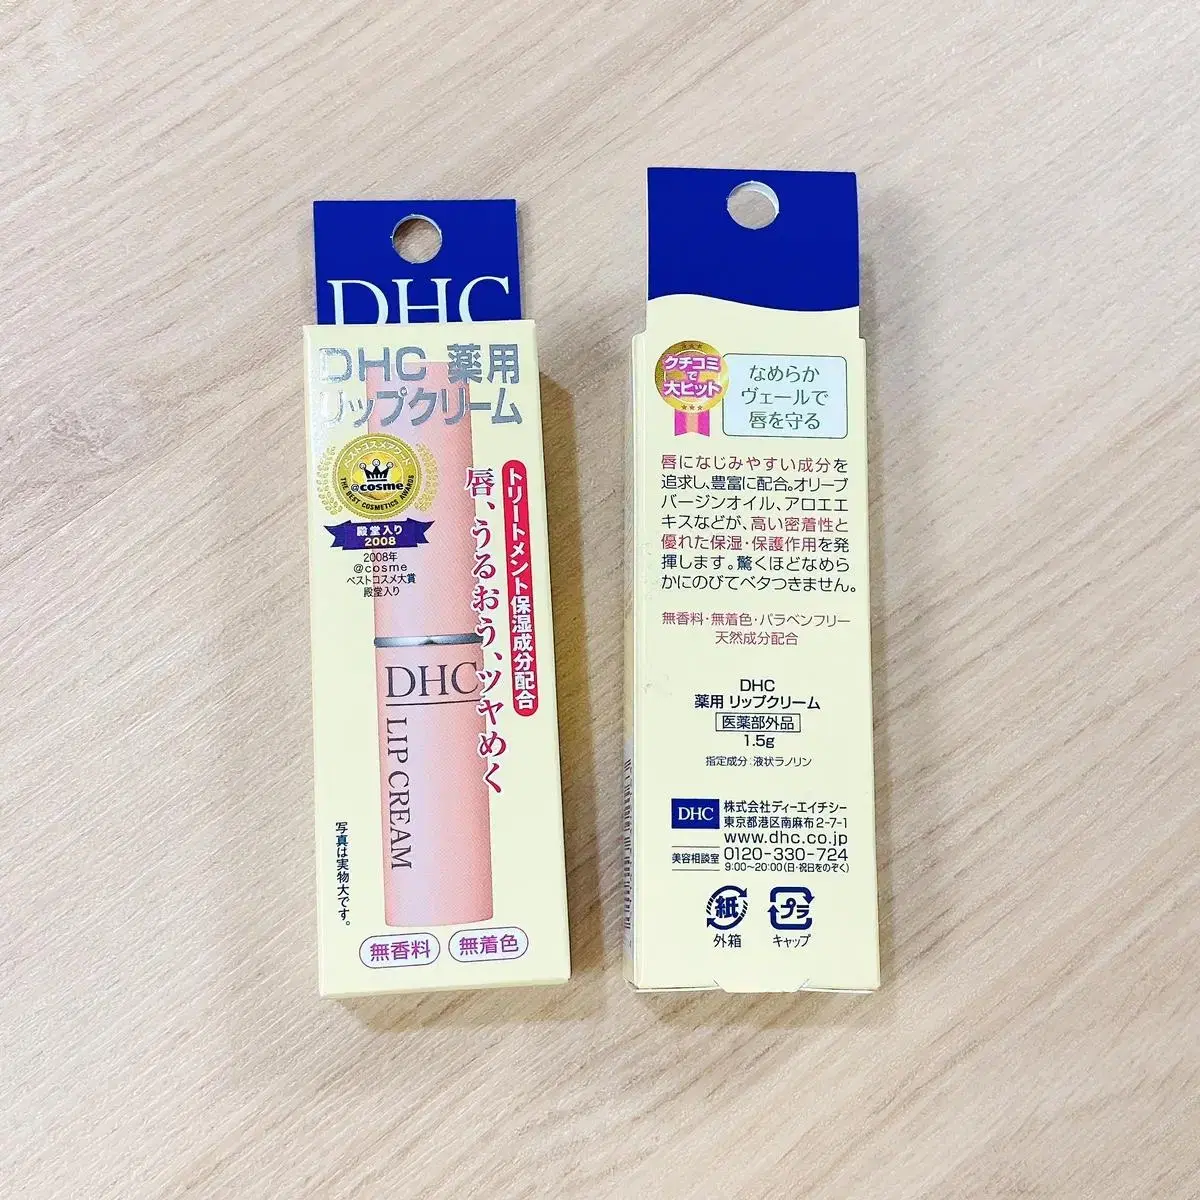 DHC
DHC 薬用
リップクリーム
ベストコスメアワード
@cosme
THE BEST COSMETICS AWARDS
殿堂入り
2008
2008年
@cosme
ベストコスメ大賞
殿堂入り
トリートメント保湿成分配合
唇、うるおう、ツヤめく
DHC
LIP CREAM
写真は実物大です。
無香料
無着色
クチコミ
で
大ヒット
なめらか
ヴェールで
唇を守る
唇になじみやすい成分を
追求し、豊富に配合。オリーブ
バージンオイル、アロエエ
キスなどが、高い密着性と
優れた保湿・保護作用を発
揮します。驚くほどなめら
かにのびてベタつきません。
無香料・無着色・パラベンフリー
天然成分配合
DHC
薬用 リップクリーム
医薬部外品
1.5g
指定成分:液状ラノリン
DHC
株式会社ディーエイチシー
東京都港区南麻布2-7-1
www.dhc.co.jp
美容相談室
0120-330-724
9:00~20:00(日・祝日をのぞく)
紙
外箱
プラ
キャップ